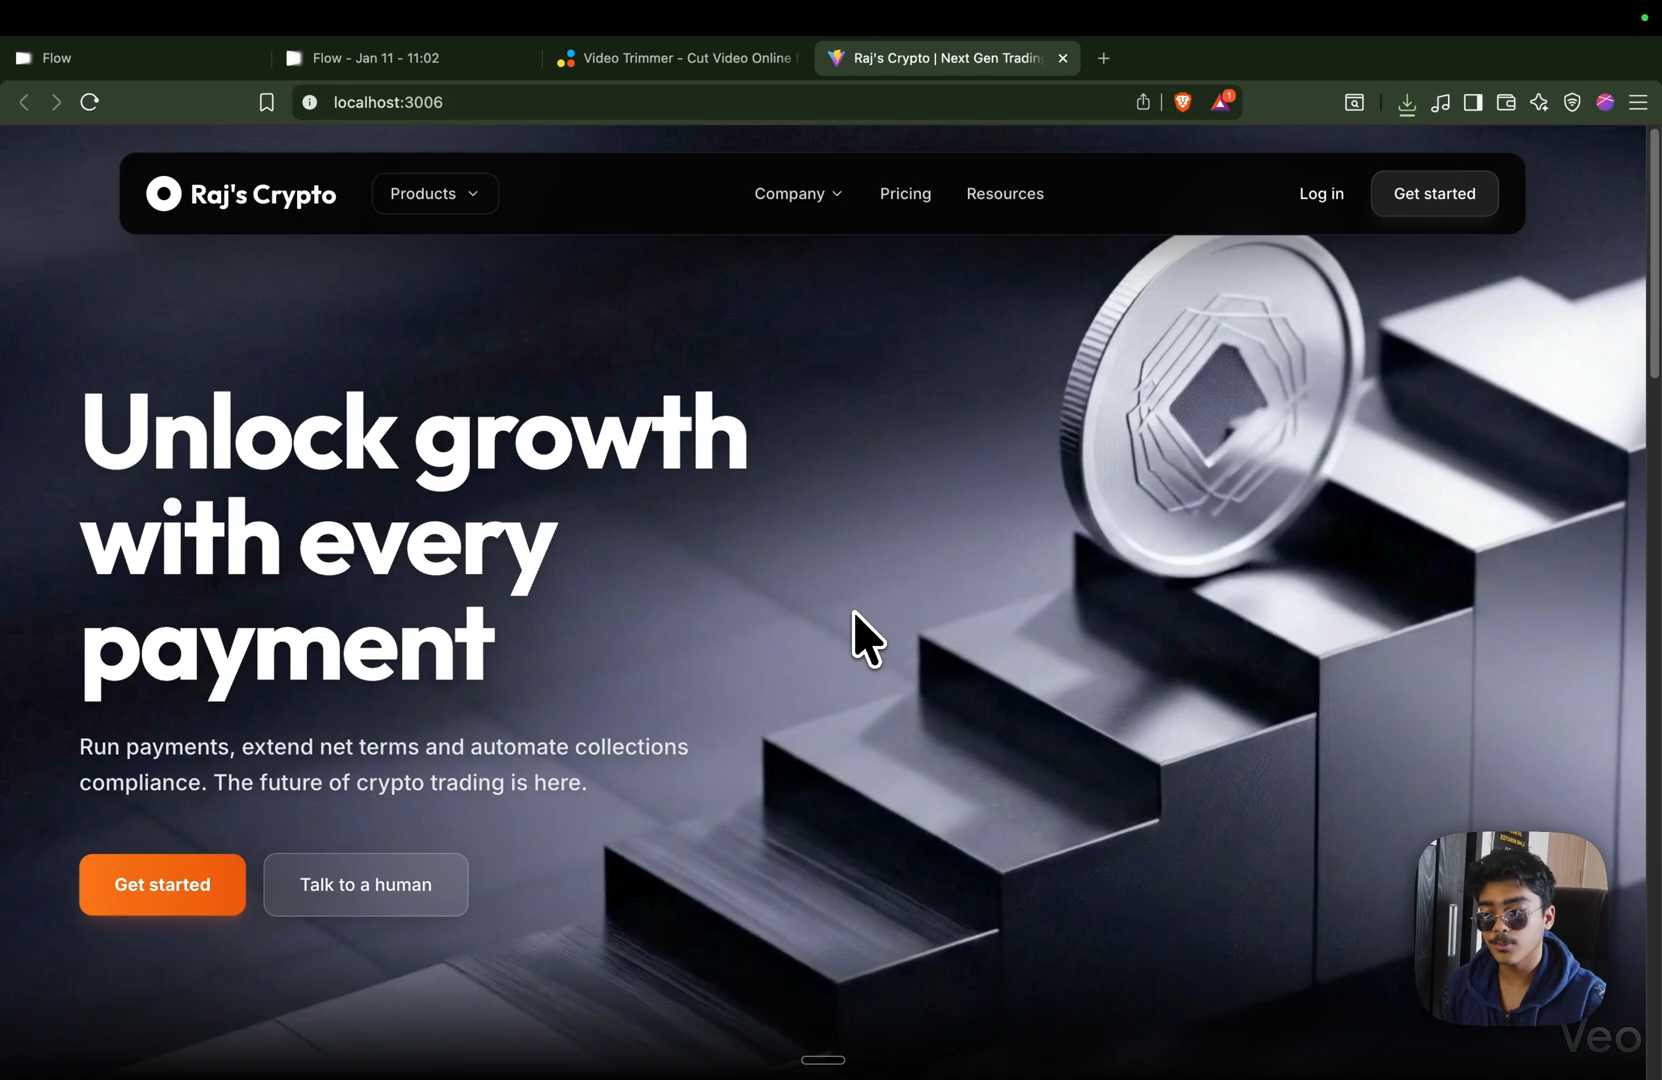 Flow
Flow - Jan 11 - 11:02
Video Trimmer - Cut Video Online
Raj's Crypto | Next Gen Trading
localhost:3006
1
Raj's Crypto
Products
Company
Pricing
Resources
Log in
Get started
Unlock growth
with every
payment
Run payments, extend net terms and automate collections
compliance. The future of crypto trading is here.
Get started
Talk to a human
Veo